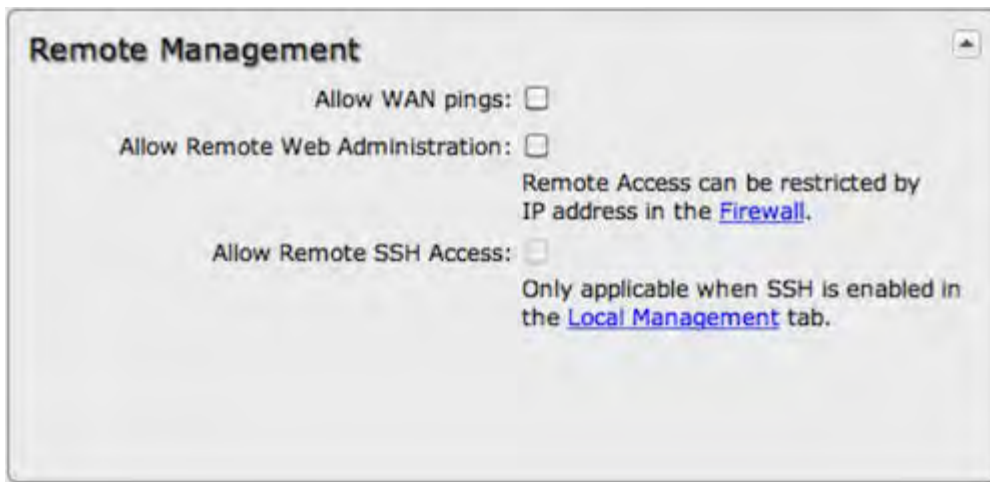 Remote Management
Allow WAN pings:
Allow Remote Web Administration:
Remote Access can be restricted by
IP address in the Firewall.
Allow Remote SSH Access:
Only applicable when SSH is enabled in
the Local Management tab.